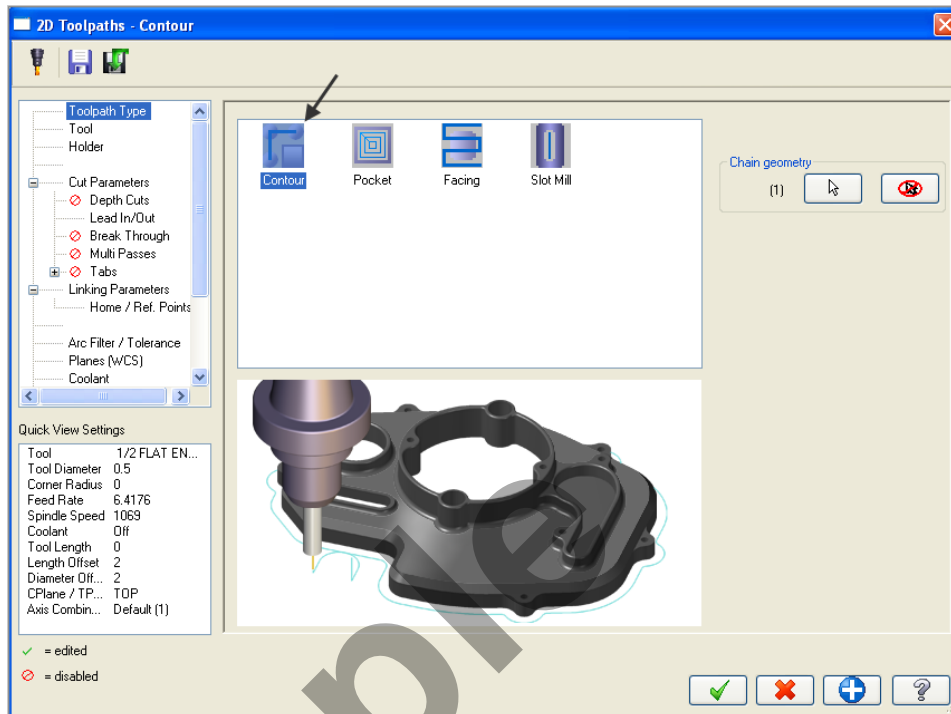 2D Toolpaths - Contour
Toolpath Type
Tool
Holder
Cut Parameters
Depth Cuts
Lead In/Out
Break Through
Multi Passes
Tabs
Linking Parameters
Home / Ref. Points
Arc Filter / Tolerance
Planes (WCS)
Coolant
Contour Pocket Facing Slot Mill
Chain geometry
(1)
Quick View Settings
Tool 1/2 FLAT EN...
Tool Diameter 0.5
Corner Radius 0
Feed Rate 6.4176
Spindle Speed 1069
Coolant Off
Tool Length 0
Length Offset 2
Diameter Off... 2
CPlane / TP... TOP
Axis Combin... Default (1)
= edited
= disabled
ple